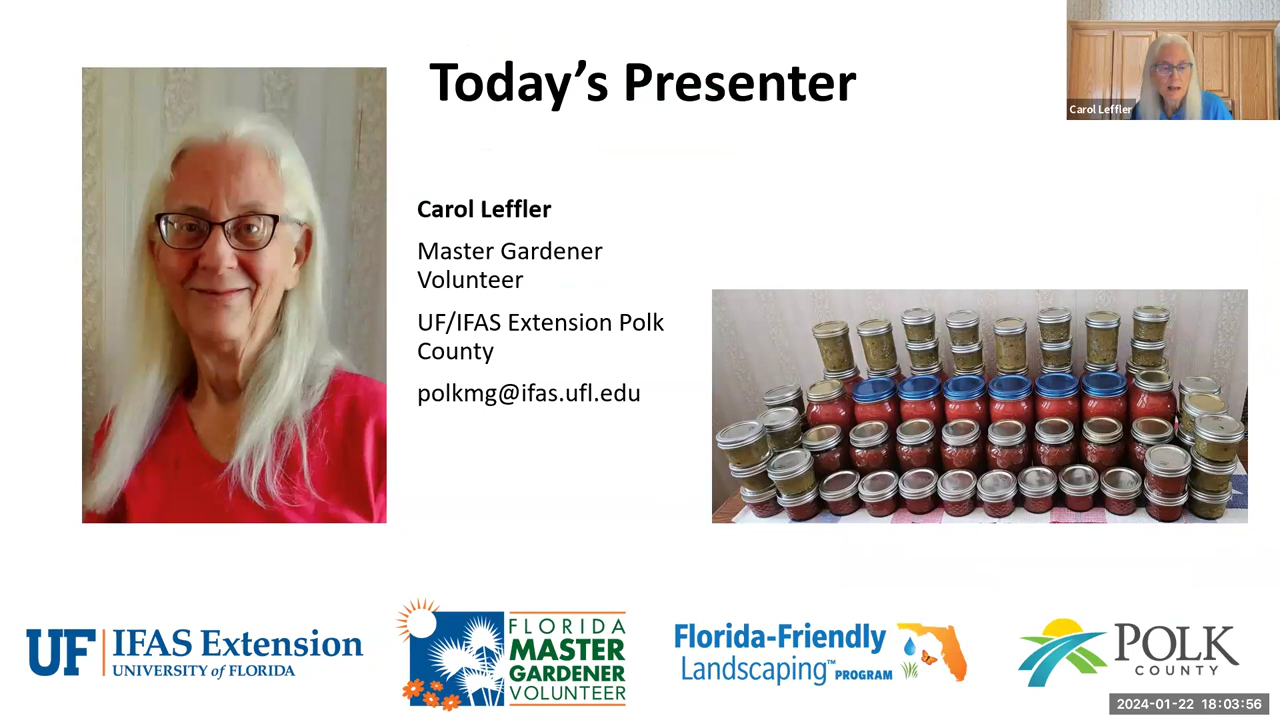 Today’s Presenter
Carol Leffler
Carol Leffler
Master Gardener
Volunteer
UF/IFAS Extension Polk
County
polkmg@ifas.ufl.edu
UF IFAS Extension
UNIVERSITY of FLORIDA
FLORIDA
MASTER
GARDENER
VOLUNTEER
Florida-Friendly
Landscaping™ PROGRAM
POLK
COUNTY
2024-01-22 18:03:56